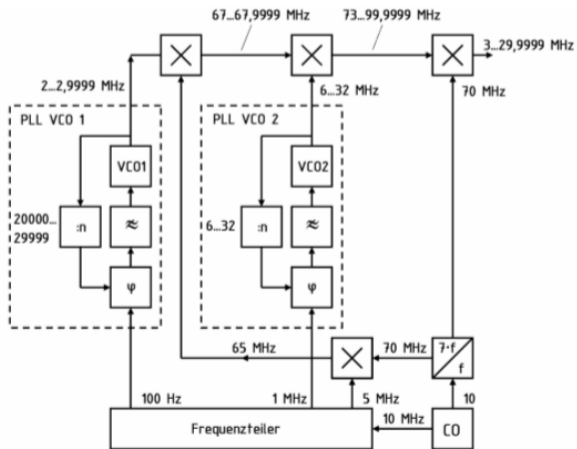 67...67,9999 MHz
73...99,9999 MHz
3...29,9999 MHz
2...2,9999 MHz
6...32 MHz
70 MHz
PLL VCO 1
PLL VCO 2
VCO1
VCO2
20000...
29999
:n
≈
6...32
:n
≈
φ
φ
65 MHz
70 MHz
7·f
f
100 Hz
1 MHz
5 MHz
10
10 MHz
Frequenzteiler
CO